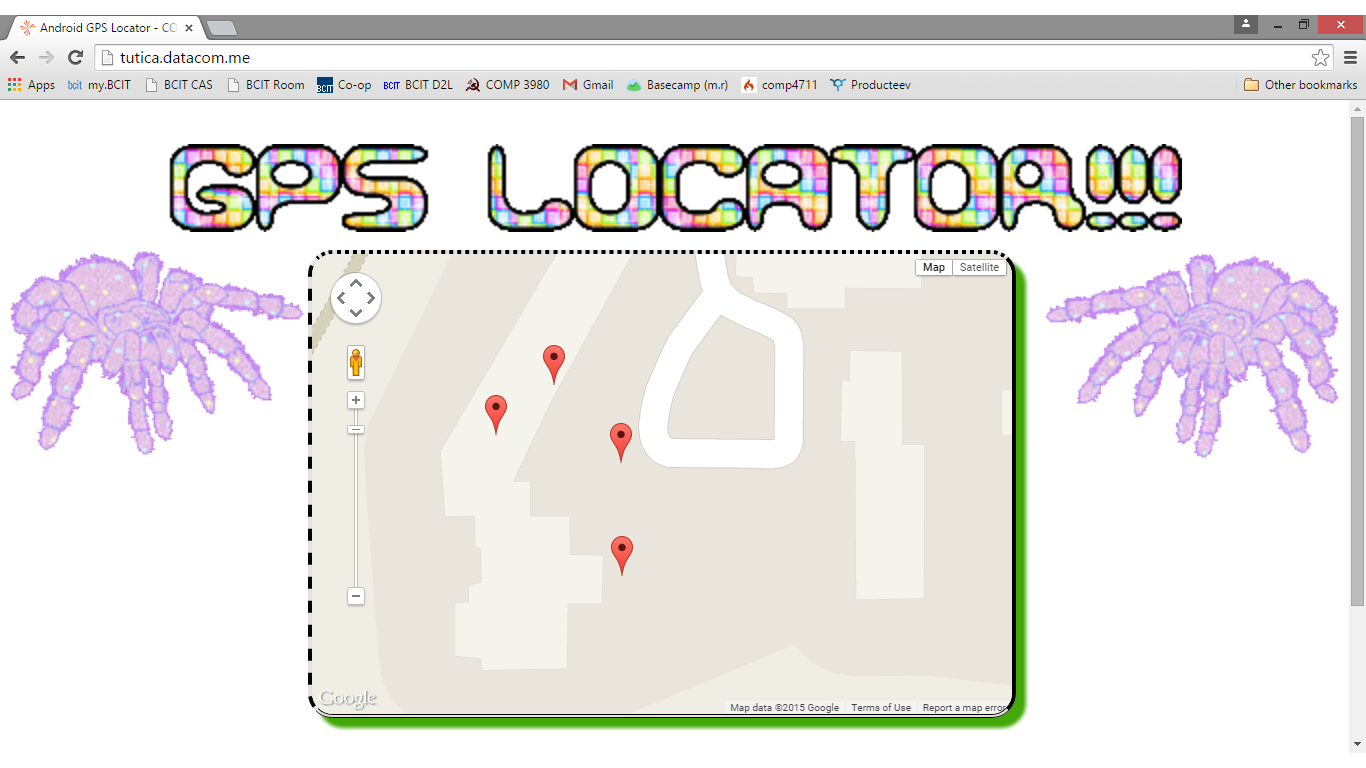 Android GPS Locator - CO
tutica.datacom.me
Apps bcit my.BCIT BCIT CAS BCIT Room BCIT Co-op BCIT BCIT D2L COMP 3980 Gmail Basecamp (m.r) comp4711 Producteev Other bookmarks
GPS LOCATOR!!!
Map Satellite
Google Map data ©2015 Google Terms of Use Report a map error